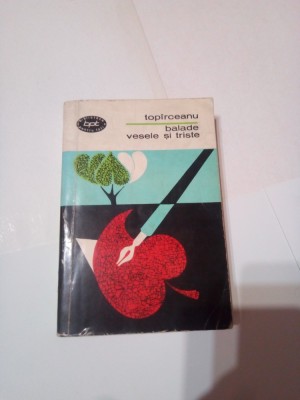 bpt
topîrceanu
balade
vesele și triste